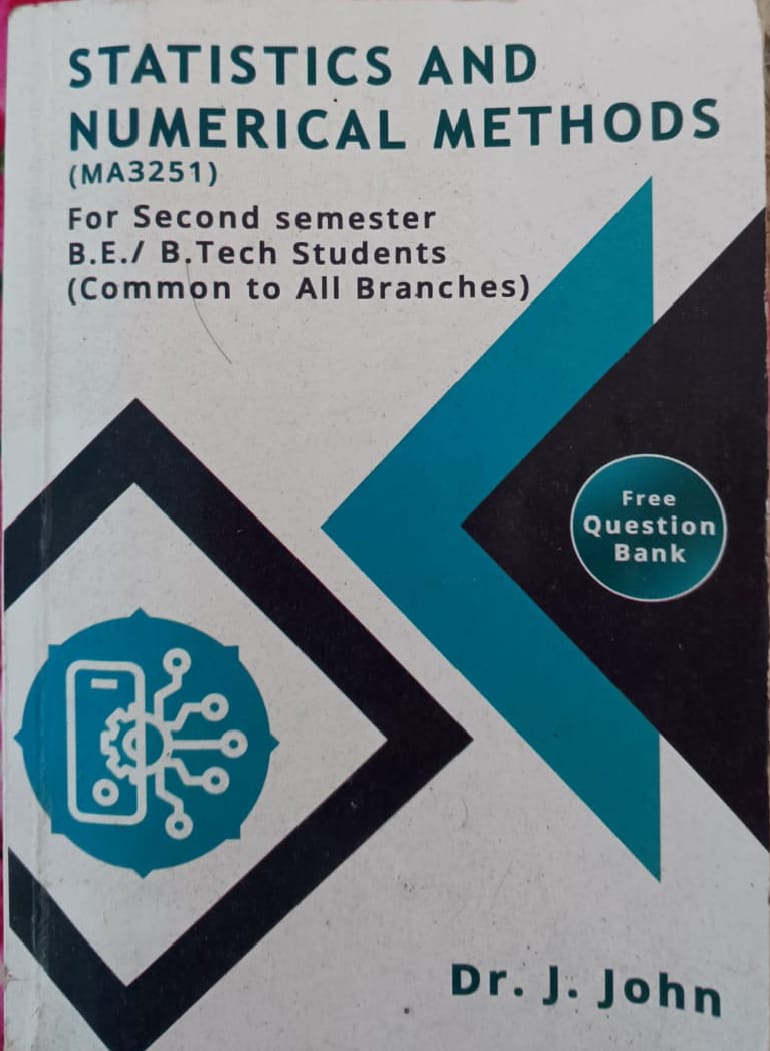 STATISTICS AND
NUMERICAL METHODS
(MA3251)
For Second semester
B.E./ B.Tech Students
(Common to All Branches)
Free
Question
Bank
Dr. J. John